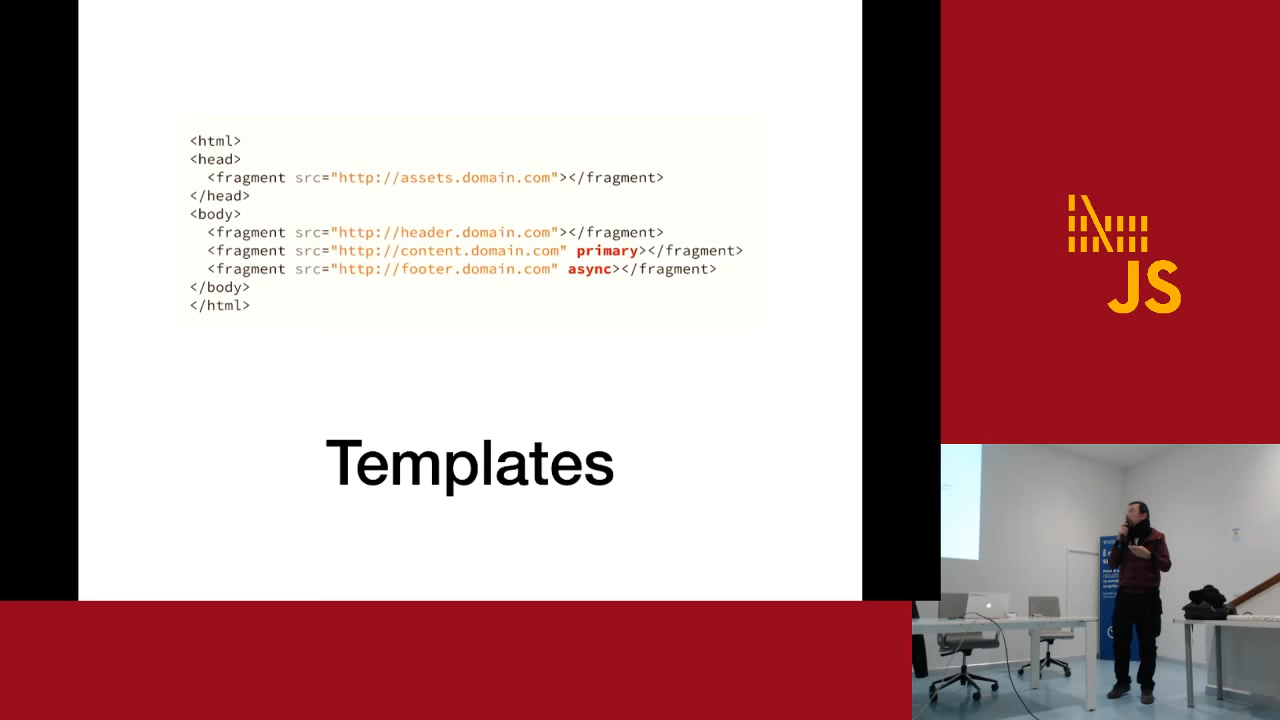 <html>
<head>
  <fragment src="http://assets.domain.com"></fragment>
</head>
<body>
  <fragment src="http://header.domain.com"></fragment>
  <fragment src="http://content.domain.com" primary></fragment>
  <fragment src="http://footer.domain.com" async></fragment>
</body>
</html>
Templates
JS